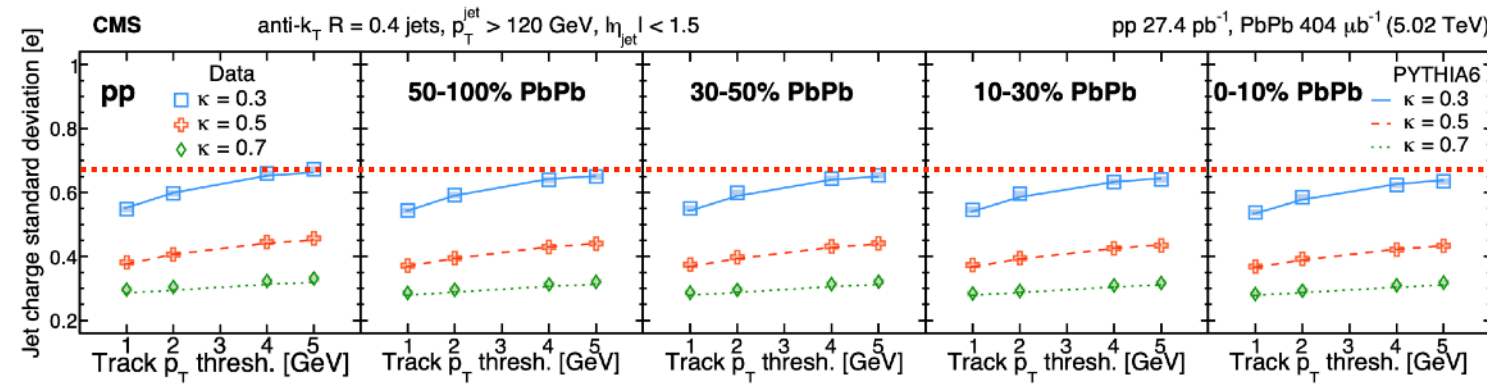 CMS anti-k_T R = 0.4 jets, p_T^jet > 120 GeV, |η_jet| < 1.5 pp 27.4 pb⁻¹, PbPb 404 μb⁻¹ (5.02 TeV)
Jet charge standard deviation [e]
1
0.8
0.6
0.4
0.2
pp
Data
κ = 0.3
κ = 0.5
κ = 0.7
50-100% PbPb
30-50% PbPb
10-30% PbPb
0-10% PbPb
PYTHIA6
κ = 0.3
κ = 0.5
κ = 0.7
1 2 3 4 5 1 2 3 4 5 1 2 3 4 5 1 2 3 4 5 1 2 3 4 5
Track p_T thresh. [GeV] Track p_T thresh. [GeV] Track p_T thresh. [GeV] Track p_T thresh. [GeV] Track p_T thresh. [GeV]